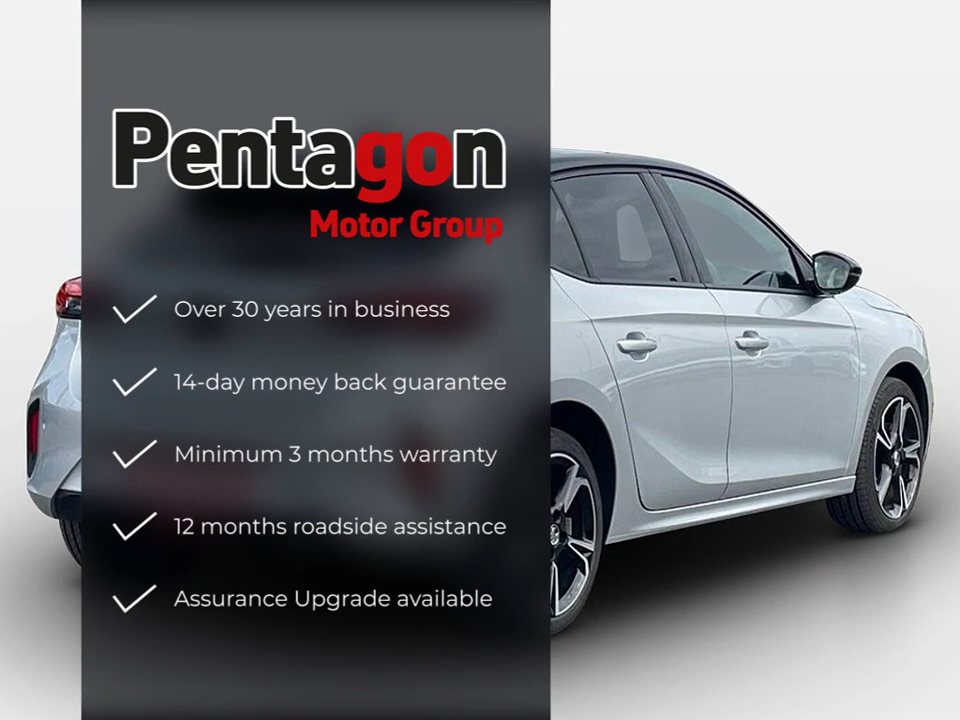 Pentagon
Motor Group
Over 30 years in business
14-day money back guarantee
Minimum 3 months warranty
12 months roadside assistance
Assurance Upgrade available